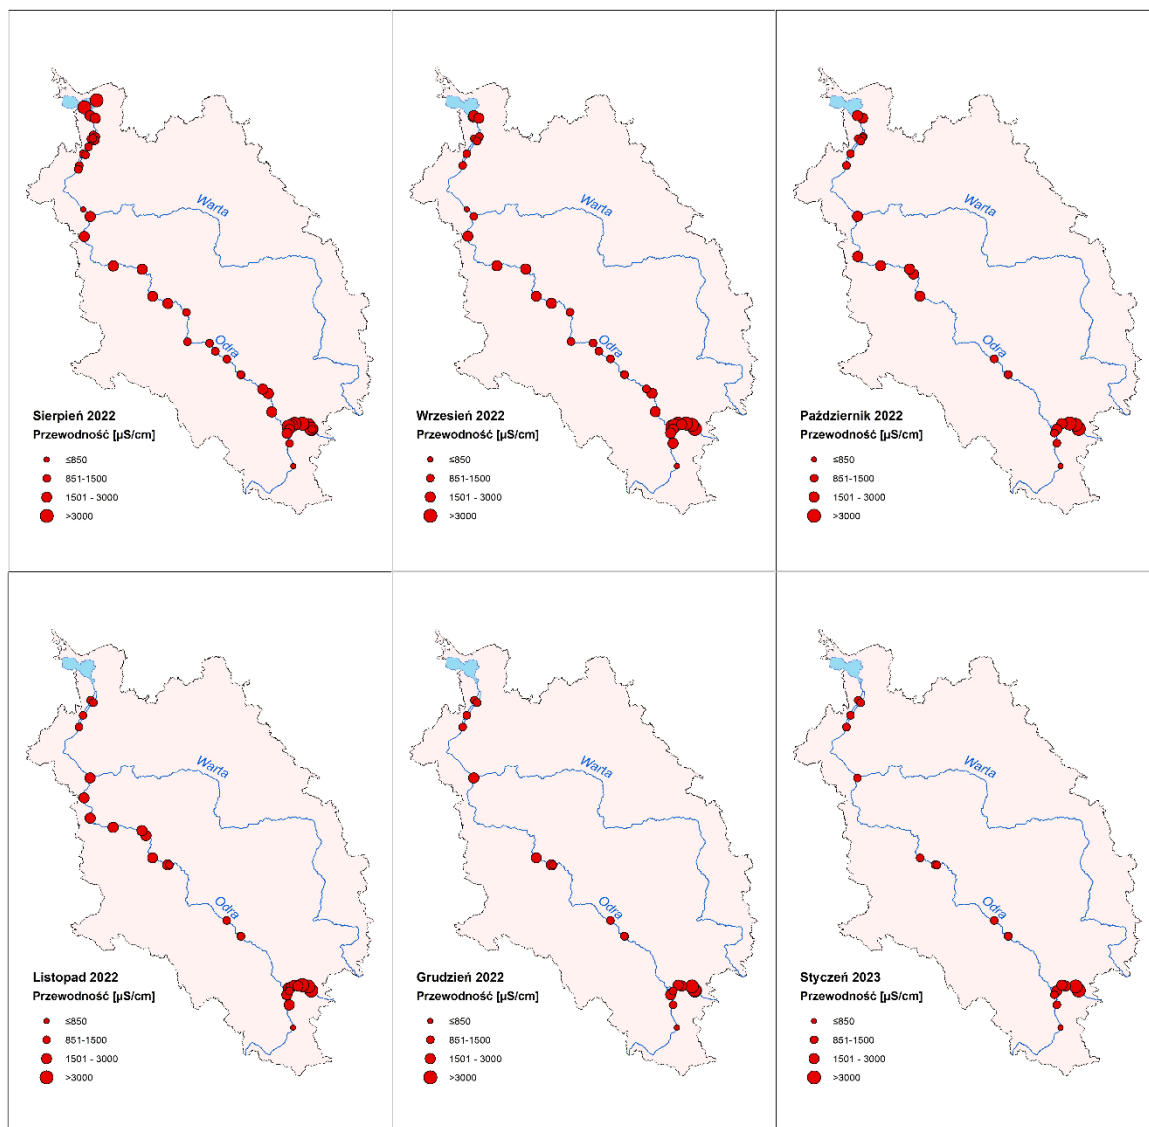 Warta
Odra
Sierpień 2022
Przewodność [µS/cm]
≤850
851-1500
1501 - 3000
>3000
Warta
Odra
Wrzesień 2022
Przewodność [µS/cm]
≤850
851-1500
1501 - 3000
>3000
Warta
Odra
Październik 2022
Przewodność [µS/cm]
≤850
851-1500
1501 - 3000
>3000
Warta
Odra
Listopad 2022
Przewodność [µS/cm]
≤850
851-1500
1501 - 3000
>3000
Warta
Odra
Grudzień 2022
Przewodność [µS/cm]
≤850
851-1500
1501 - 3000
>3000
Warta
Odra
Styczeń 2023
Przewodność [µS/cm]
≤850
851-1500
1501 - 3000
>3000